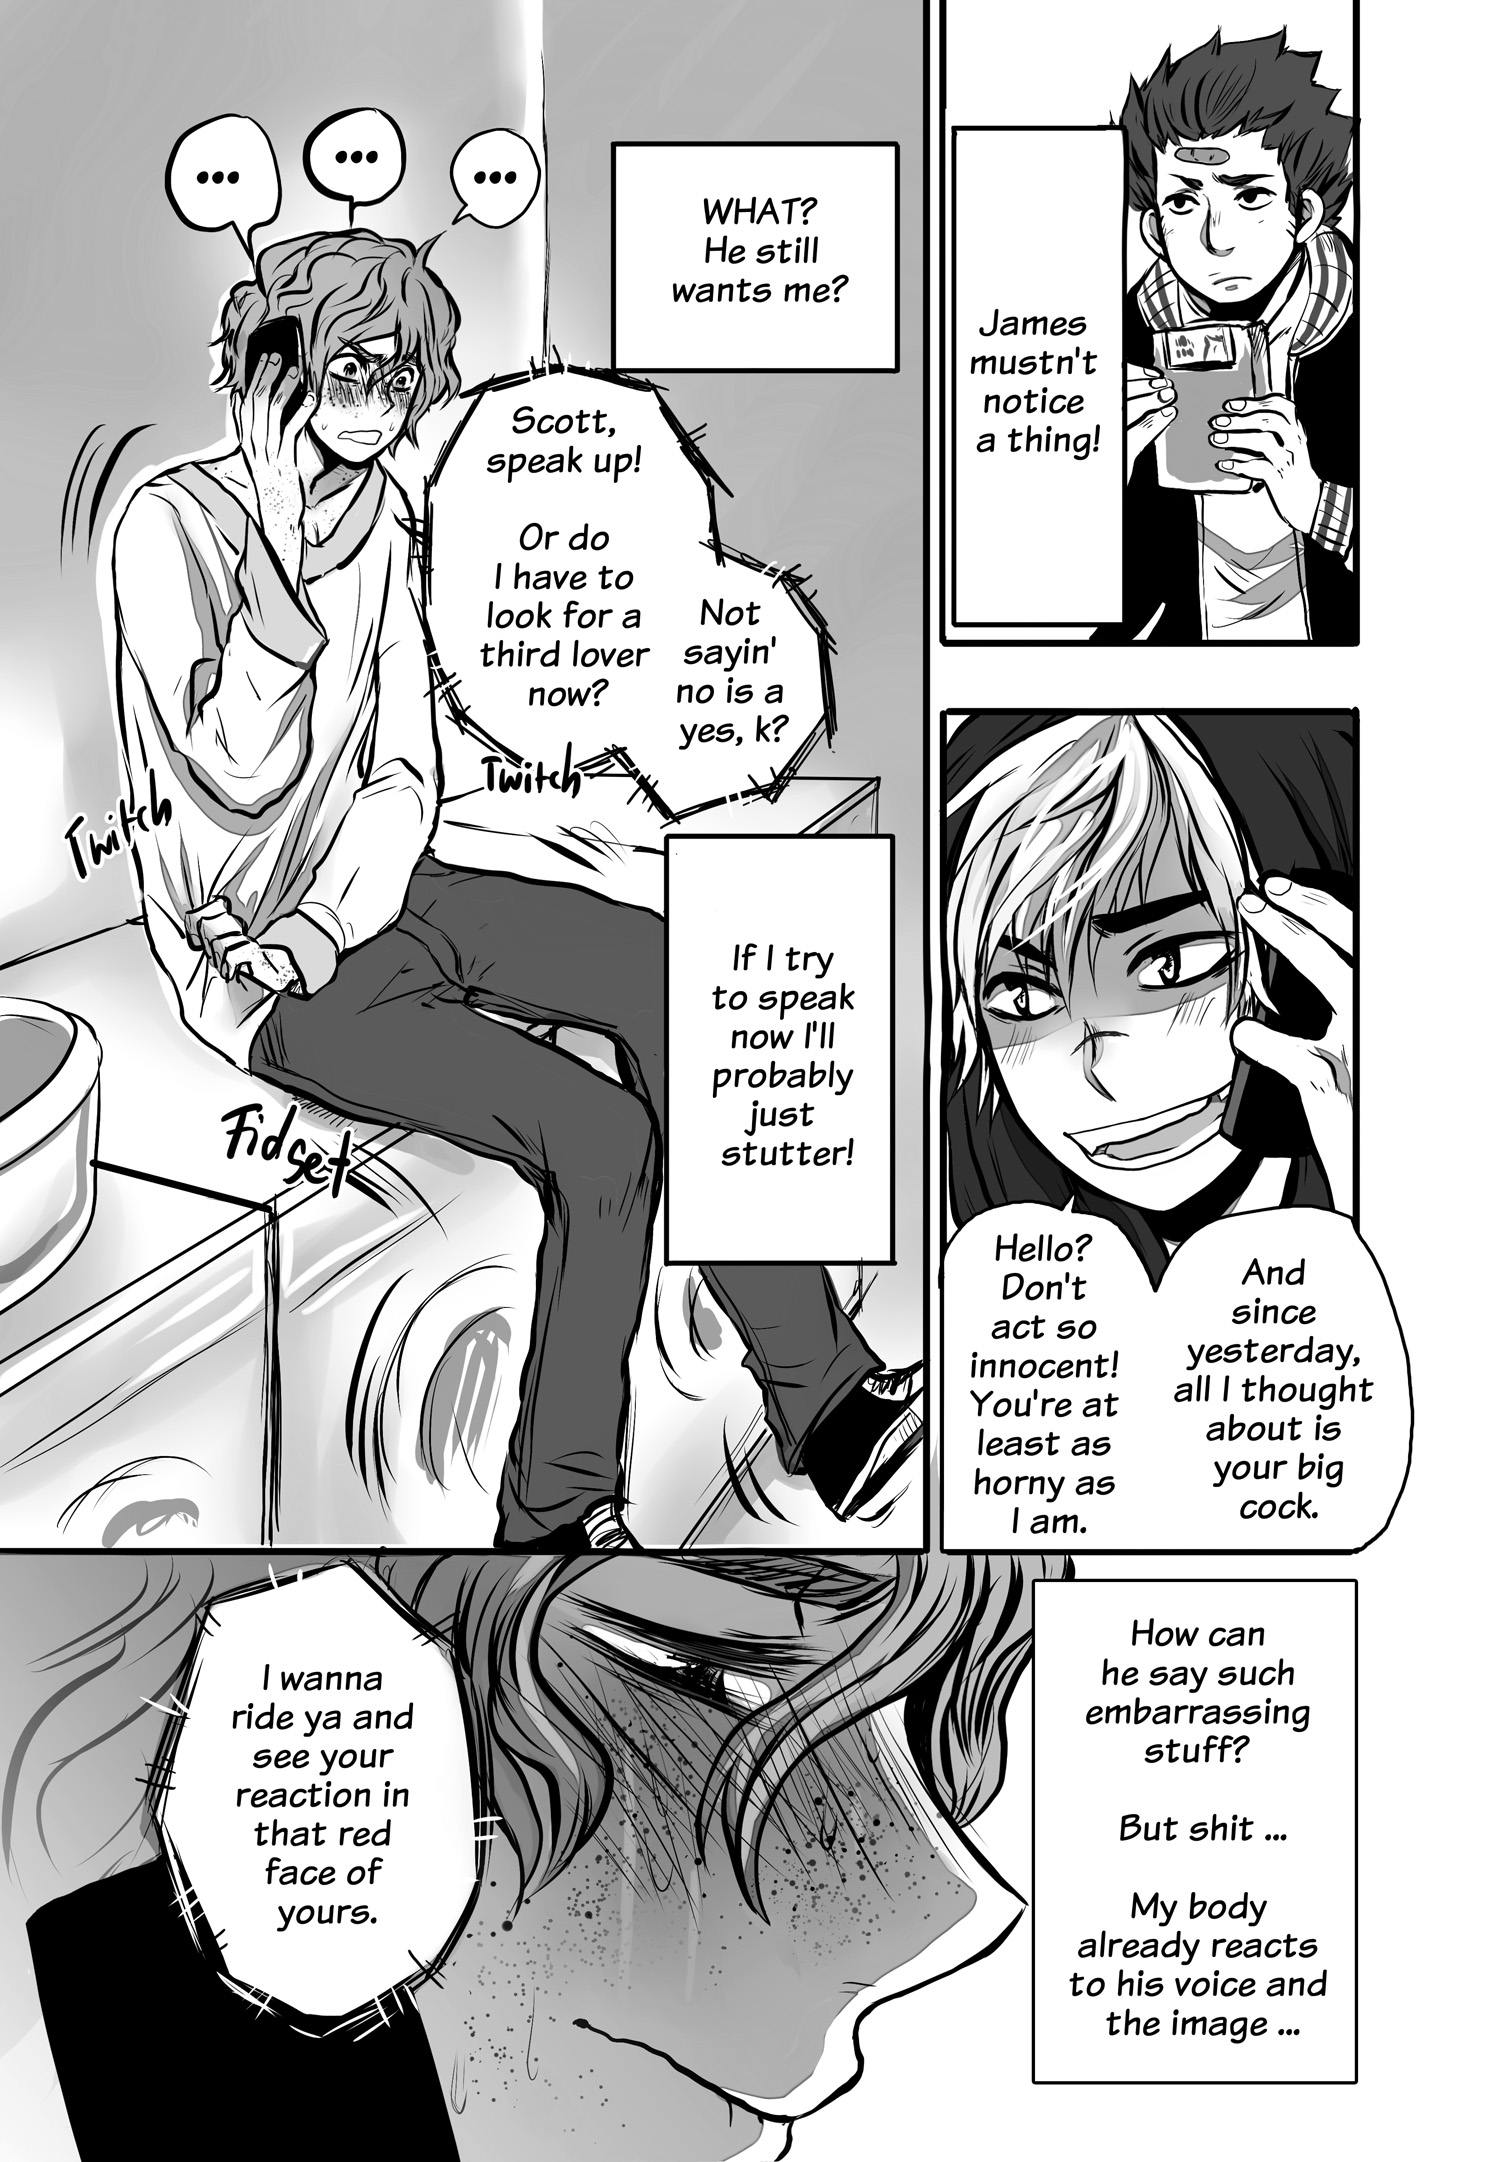 ...
...
...
WHAT?
He still
wants me?
Scott,
speak up!
Or do
I have to
look for a
third lover
now?
Not
sayin'
no is a
yes, k?
Twitch
Twitch
Fidget
If I try
to speak
now I'll
probably
just
stutter!
James
mustn't
notice
a thing!
Hello?
Don't
act so
innocent!
You're at
least as
horny as
I am.
And
since
yesterday,
all I thought
about is
your big
cock.
I wanna
ride ya and
see your
reaction in
that red
face of
yours.
How can
he say such
embarrassing
stuff?
But shit ...
My body
already reacts
to his voice and
the image ...